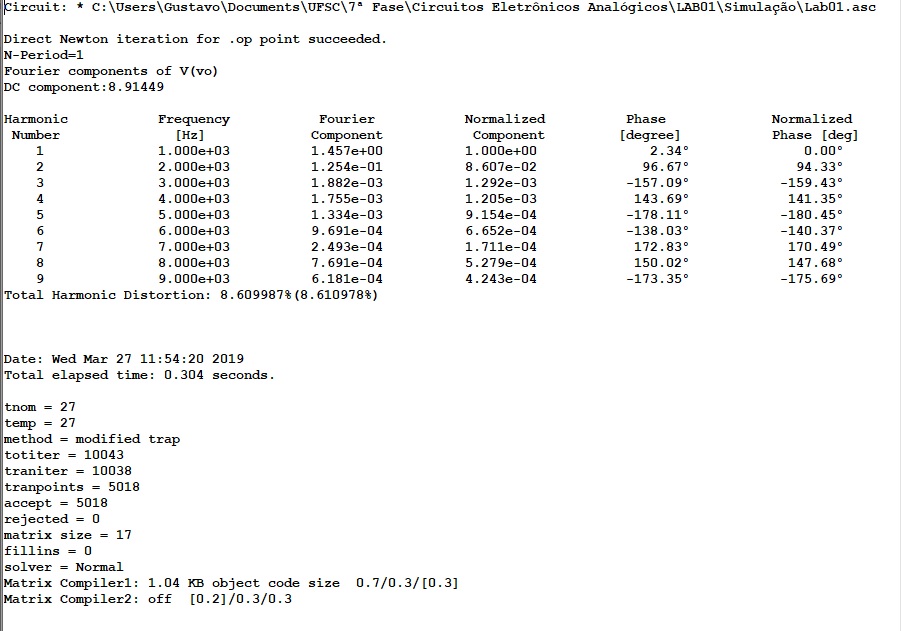 Circuit: * C:\Users\Gustavo\Documents\UFSC\7ª Fase\Circuitos Eletrônicos Analógicos\LAB01\Simulação\Lab01.asc
Direct Newton iteration for .op point succeeded.
N-Period=1
Fourier components of V(vo)
DC component:8.91449
Harmonic Frequency Fourier Normalized Phase Normalized
Number [Hz] Component Component [degree] Phase [deg]
1 1.000e+03 1.457e+00 1.000e+00 2.34° 0.00°
2 2.000e+03 1.254e-01 8.607e-02 96.67° 94.33°
3 3.000e+03 1.882e-03 1.292e-03 -157.09° -159.43°
4 4.000e+03 1.755e-03 1.205e-03 143.69° 141.35°
5 5.000e+03 1.334e-03 9.154e-04 -178.11° -180.45°
6 6.000e+03 9.691e-04 6.652e-04 -138.03° -140.37°
7 7.000e+03 2.493e-04 1.711e-04 172.83° 170.49°
8 8.000e+03 7.691e-04 5.279e-04 150.02° 147.68°
9 9.000e+03 6.181e-04 4.243e-04 -173.35° -175.69°
Total Harmonic Distortion: 8.609987%(8.610978%)
Date: Wed Mar 27 11:54:20 2019
Total elapsed time: 0.304 seconds.
tnom = 27
temp = 27
method = modified trap
totiter = 10043
traniter = 10038
tranpoints = 5018
accept = 5018
rejected = 0
matrix size = 17
fillins = 0
solver = Normal
Matrix Compiler1: 1.04 KB object code size 0.7/0.3/[0.3]
Matrix Compiler2: off [0.2]/0.3/0.3